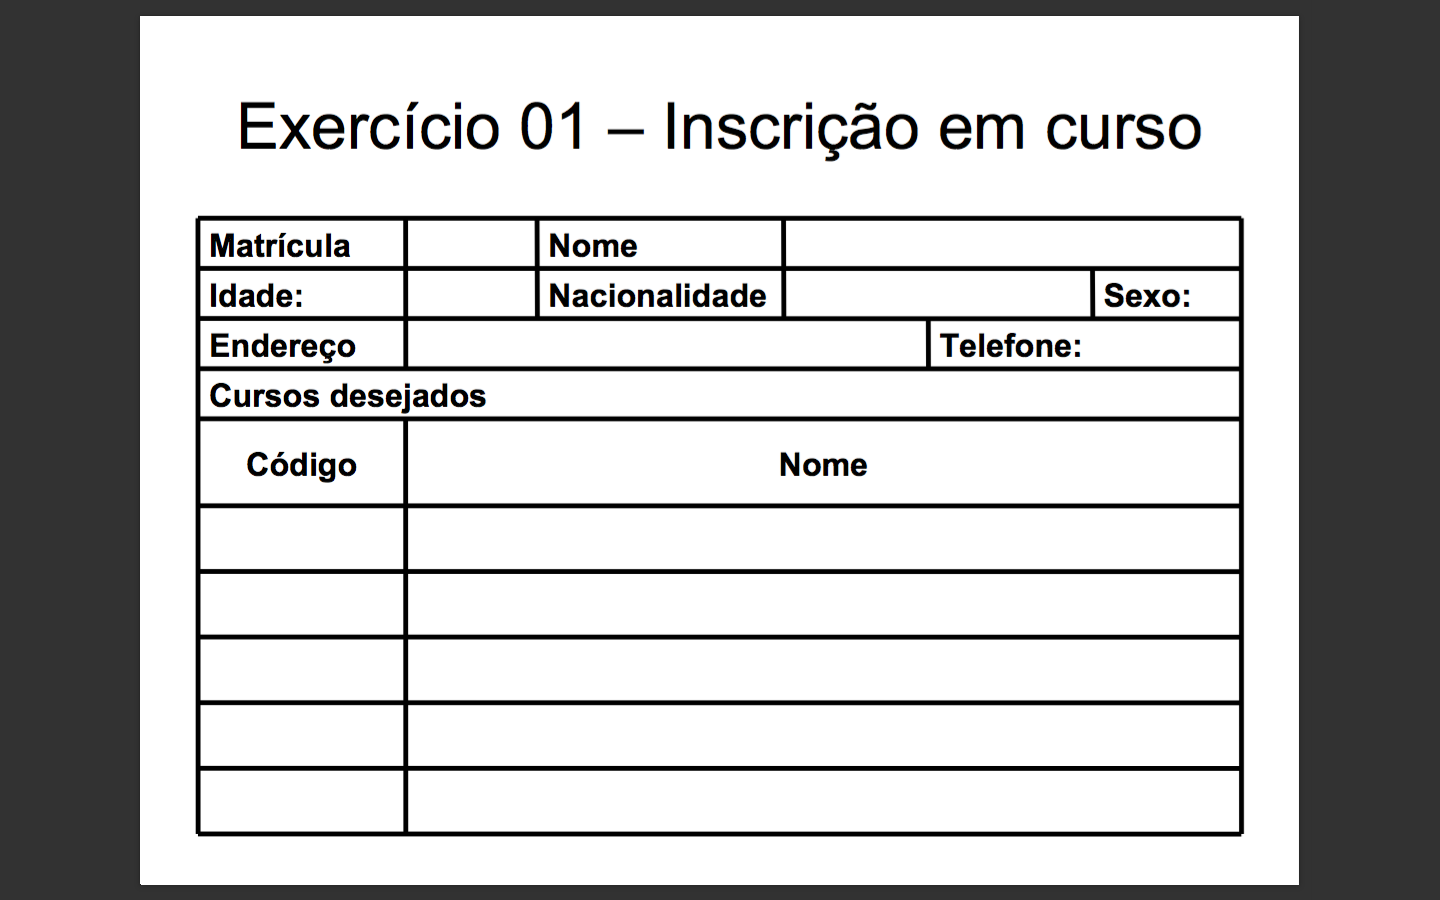 Exercício 01 – Inscrição em curso
Matrícula Nome
Idade: Nacionalidade Sexo:
Endereço Telefone:
Cursos desejados
Código Nome